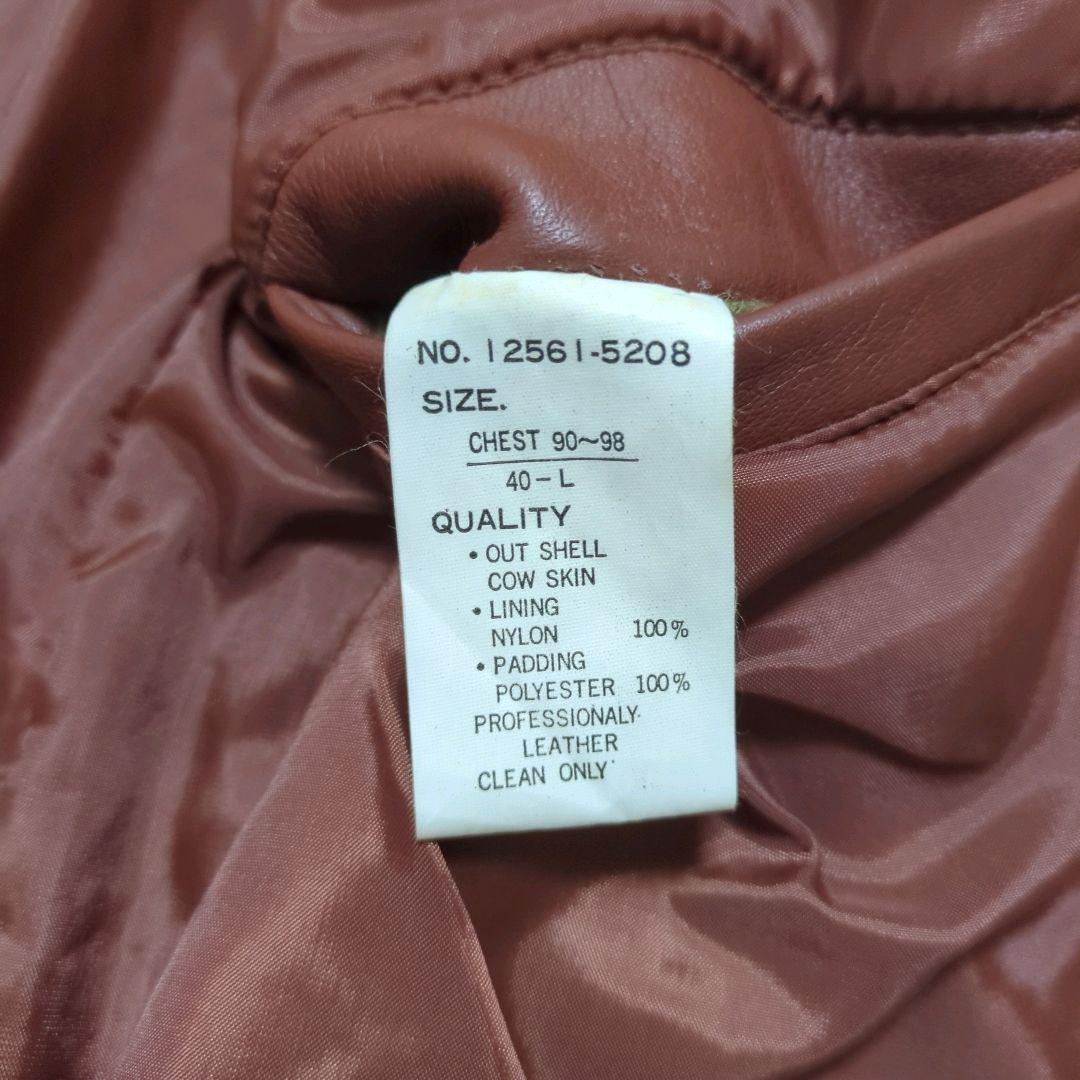 NO. 12561-5208
SIZE.
CHEST 90~98
40-L
QUALITY
• OUT SHELL
COW SKIN
• LINING
NYLON 100%
• PADDING
POLYESTER 100%
PROFESSIONALY
LEATHER
CLEAN ONLY